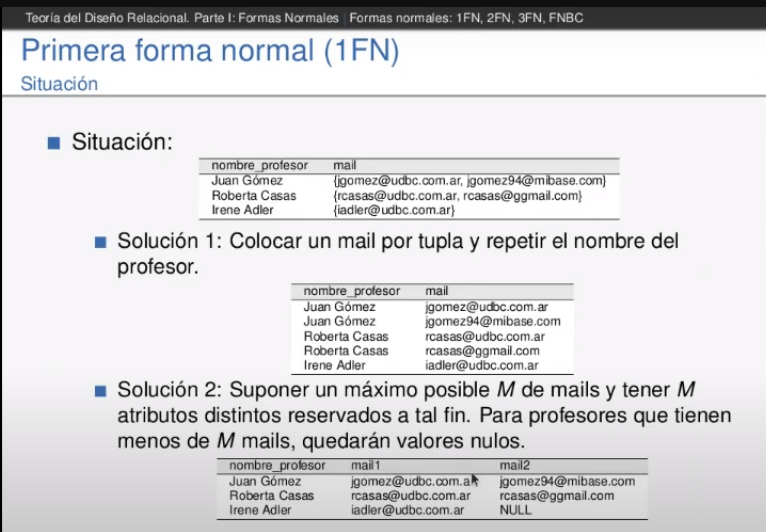 Teoría del Diseño Relacional. Parte I: Formas Normales | Formas normales: 1FN, 2FN, 3FN, FNBC
Primera forma normal (1FN)
Situación
Situación:
nombre_profesor mail
Juan Gómez {jgomez@udbc.com.ar, jgomez94@mibase.com}
Roberta Casas {rcasas@udbc.com.ar, rcasas@ggmail.com}
Irene Adler {iadler@udbc.com.ar}
Solución 1: Colocar un mail por tupla y repetir el nombre del
profesor.
nombre_profesor mail
Juan Gómez jgomez@udbc.com.ar
Juan Gómez jgomez94@mibase.com
Roberta Casas rcasas@udbc.com.ar
Roberta Casas rcasas@ggmail.com
Irene Adler iadler@udbc.com.ar
Solución 2: Suponer un máximo posible M de mails y tener M
atributos distintos reservados a tal fin. Para profesores que tienen
menos de M mails, quedarán valores nulos.
nombre_profesor mail1 mail2
Juan Gómez jgomez@udbc.com.ar jgomez94@mibase.com
Roberta Casas rcasas@udbc.com.ar rcasas@ggmail.com
Irene Adler iadler@udbc.com.ar NULL